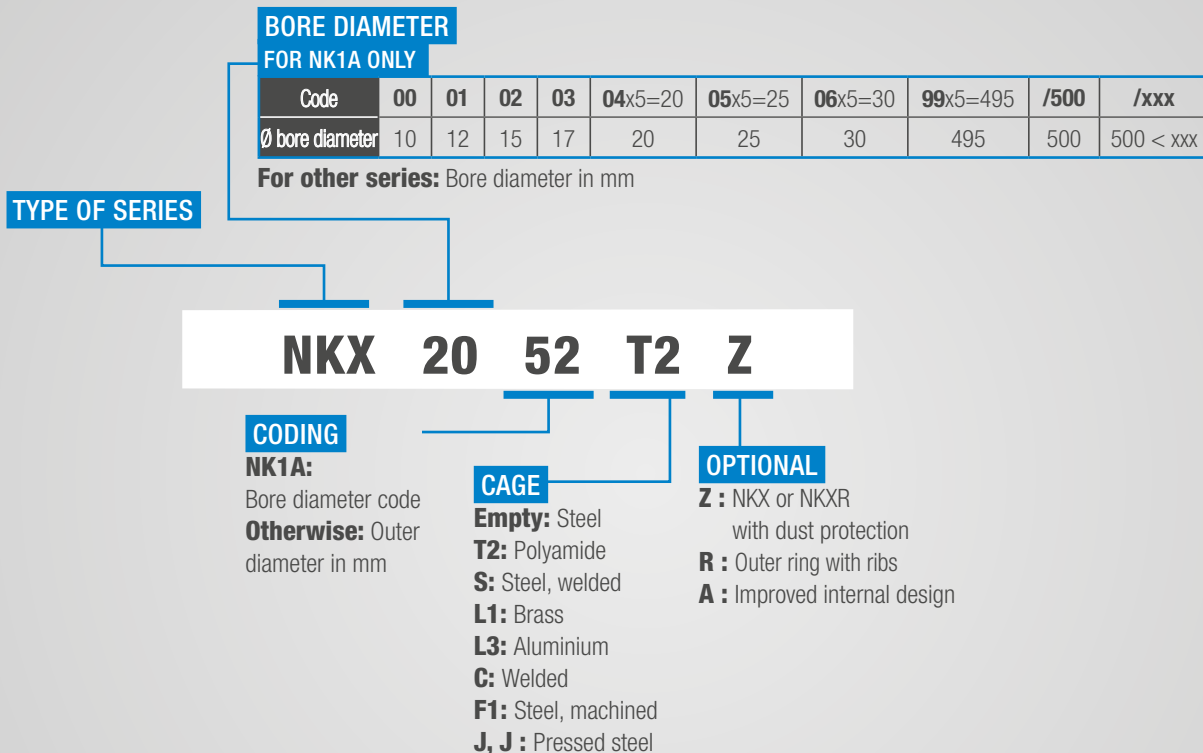 BORE DIAMETER
FOR NK1A ONLY
Code 00 01 02 03 04x5=20 05x5=25 06x5=30 99x5=495 /500 /xxx
Ø bore diameter 10 12 15 17 20 25 30 495 500 500 < xxx
For other series: Bore diameter in mm
TYPE OF SERIES
NKX 20 52 T2 Z
CODING
NK1A:
Bore diameter code
Otherwise: Outer
diameter in mm
CAGE
Empty: Steel
T2: Polyamide
S: Steel, welded
L1: Brass
L3: Aluminium
C: Welded
F1: Steel, machined
J, J : Pressed steel
OPTIONAL
Z : NKX or NKXR
with dust protection
R : Outer ring with ribs
A : Improved internal design